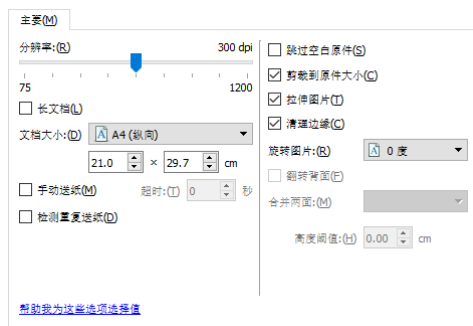 主要(M)
分辨率:(R) 300 dpi
75 1200
长文档(L)
文档大小:(D) A4 (纵向)
21.0 × 29.7 cm
手动送纸(M) 超时:(T) 0 秒
检测重复送纸(D)
跳过空白原件(S)
剪裁到原件大小(C)
拉伸图片(T)
清理边缘(C)
旋转图片:(R) 0 度
翻转背面(F)
合并两面:(M)
高度阈值:(H) 0.00 cm
帮助我为这些选项选择值